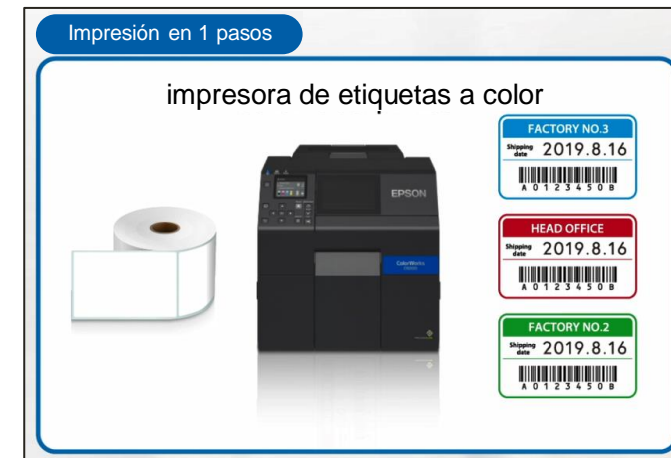 Impresión en 1 pasos
impresora de etiquetas a color
EPSON
ColorWorks
FACTORY NO.3
Shipping date 2019.8.16
A 0 1 2 3 4 5 0 B
HEAD OFFICE
Shipping date 2019.8.16
A 0 1 2 3 4 5 0 B
FACTORY NO.2
Shipping date 2019.8.16
A 0 1 2 3 4 5 0 B